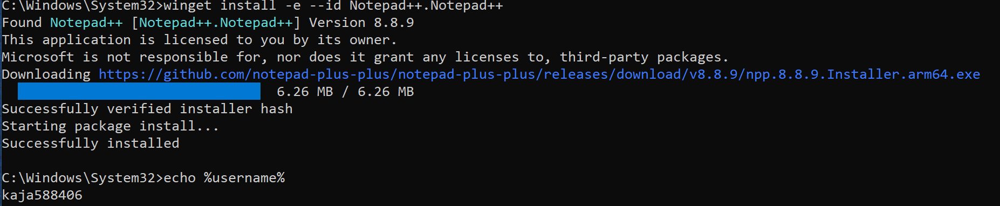 C:\Windows\System32>winget install -e --id Notepad++.Notepad++
Found Notepad++ [Notepad++.Notepad++] Version 8.8.9
This application is licensed to you by its owner.
Microsoft is not responsible for, nor does it grant any licenses to, third-party packages.
Downloading https://github.com/notepad-plus-plus/notepad-plus-plus/releases/download/v8.8.9/npp.8.8.9.Installer.arm64.exe
6.26 MB / 6.26 MB
Successfully verified installer hash
Starting package install...
Successfully installed
C:\Windows\System32>echo %username%
kaja588406